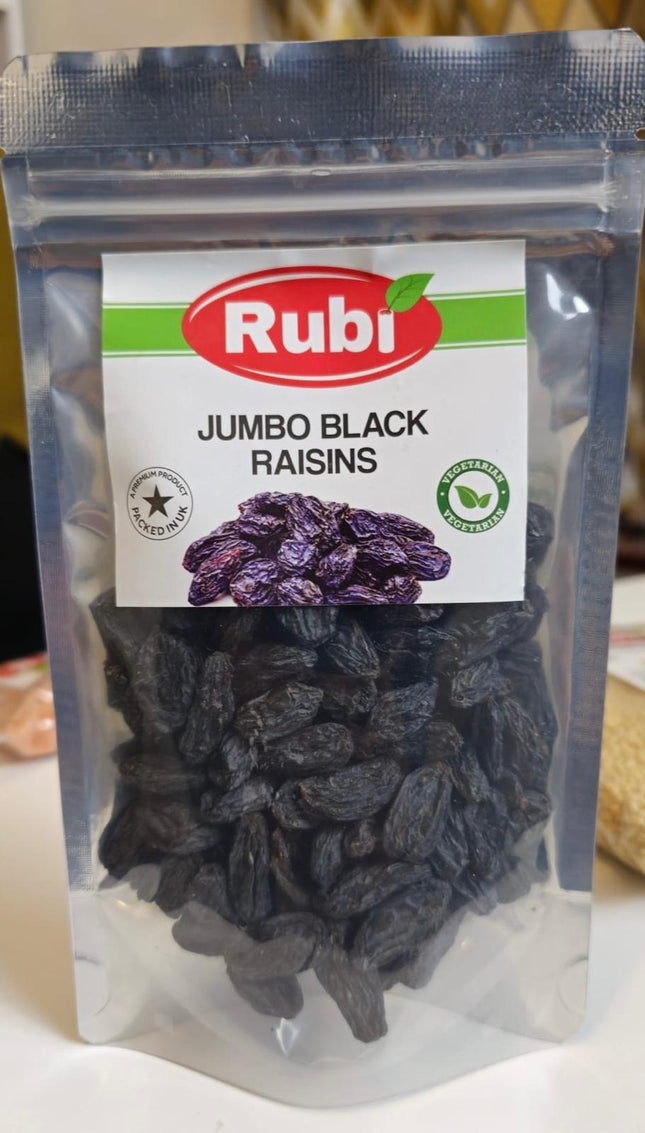 Rubi
JUMBO BLACK
RAISINS
A PREMIUM PRODUCT
PACKED IN UK
VEGETARIAN
VEGETARIAN